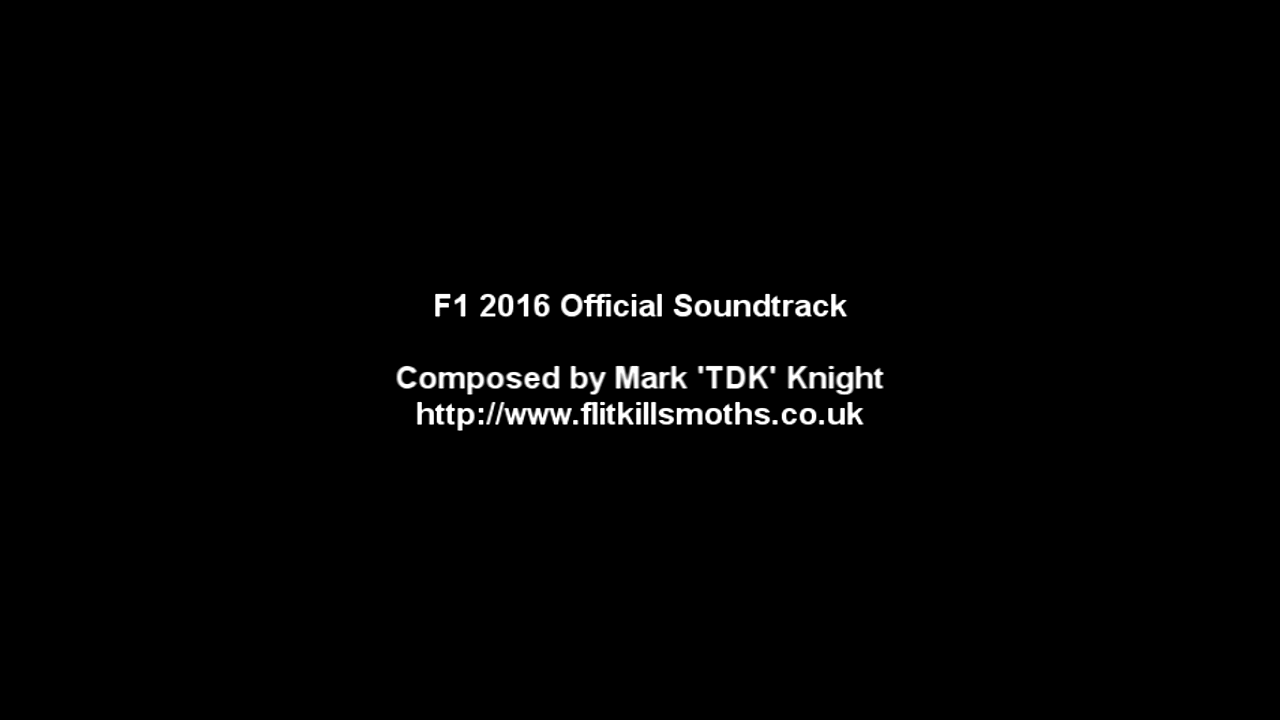 F1 2016 Official Soundtrack
Composed by Mark 'TDK' Knight
http://www.flitkillsmoths.co.uk